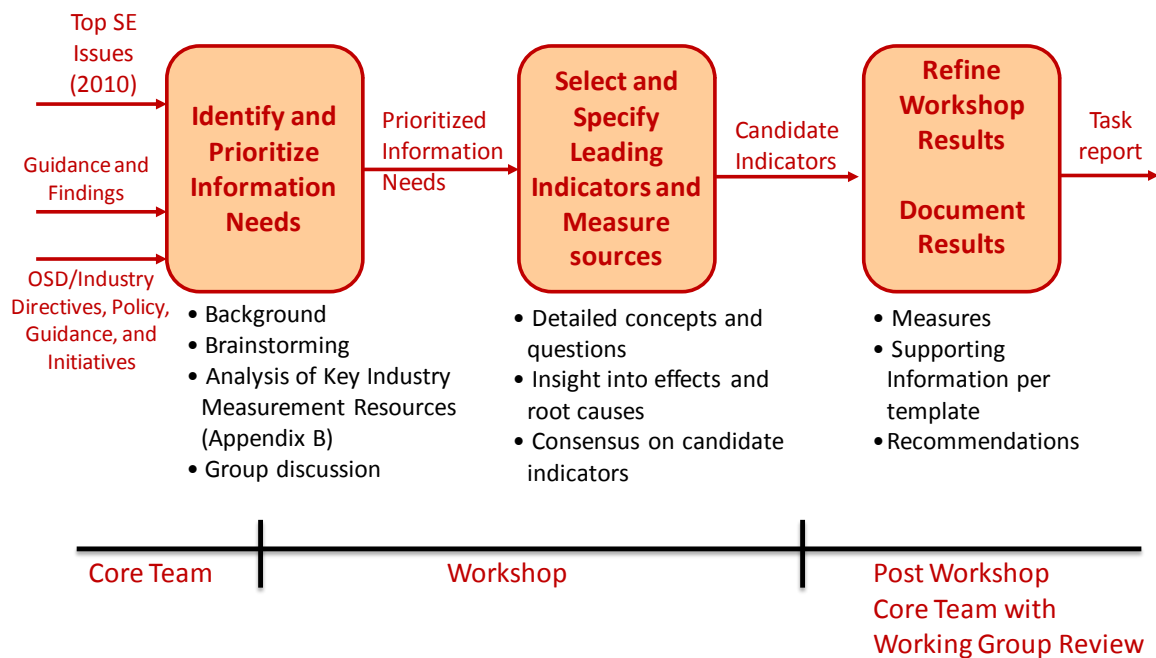 Top SE
Issues
(2010)
Guidance and
Findings
OSD/Industry
Directives, Policy,
Guidance, and
Initiatives
Identify and
Prioritize
Information
Needs
Prioritized
Information
Needs
Select and
Specify
Leading
Indicators and
Measure
sources
Candidate
Indicators
Refine
Workshop
Results
Document
Results
Task
report
• Background
• Brainstorming
• Analysis of Key Industry
Measurement Resources
(Appendix B)
• Group discussion
• Detailed concepts and
questions
• Insight into effects and
root causes
• Consensus on candidate
indicators
• Measures
• Supporting
Information per
template
• Recommendations
Core Team
Workshop
Post Workshop
Core Team with
Working Group Review